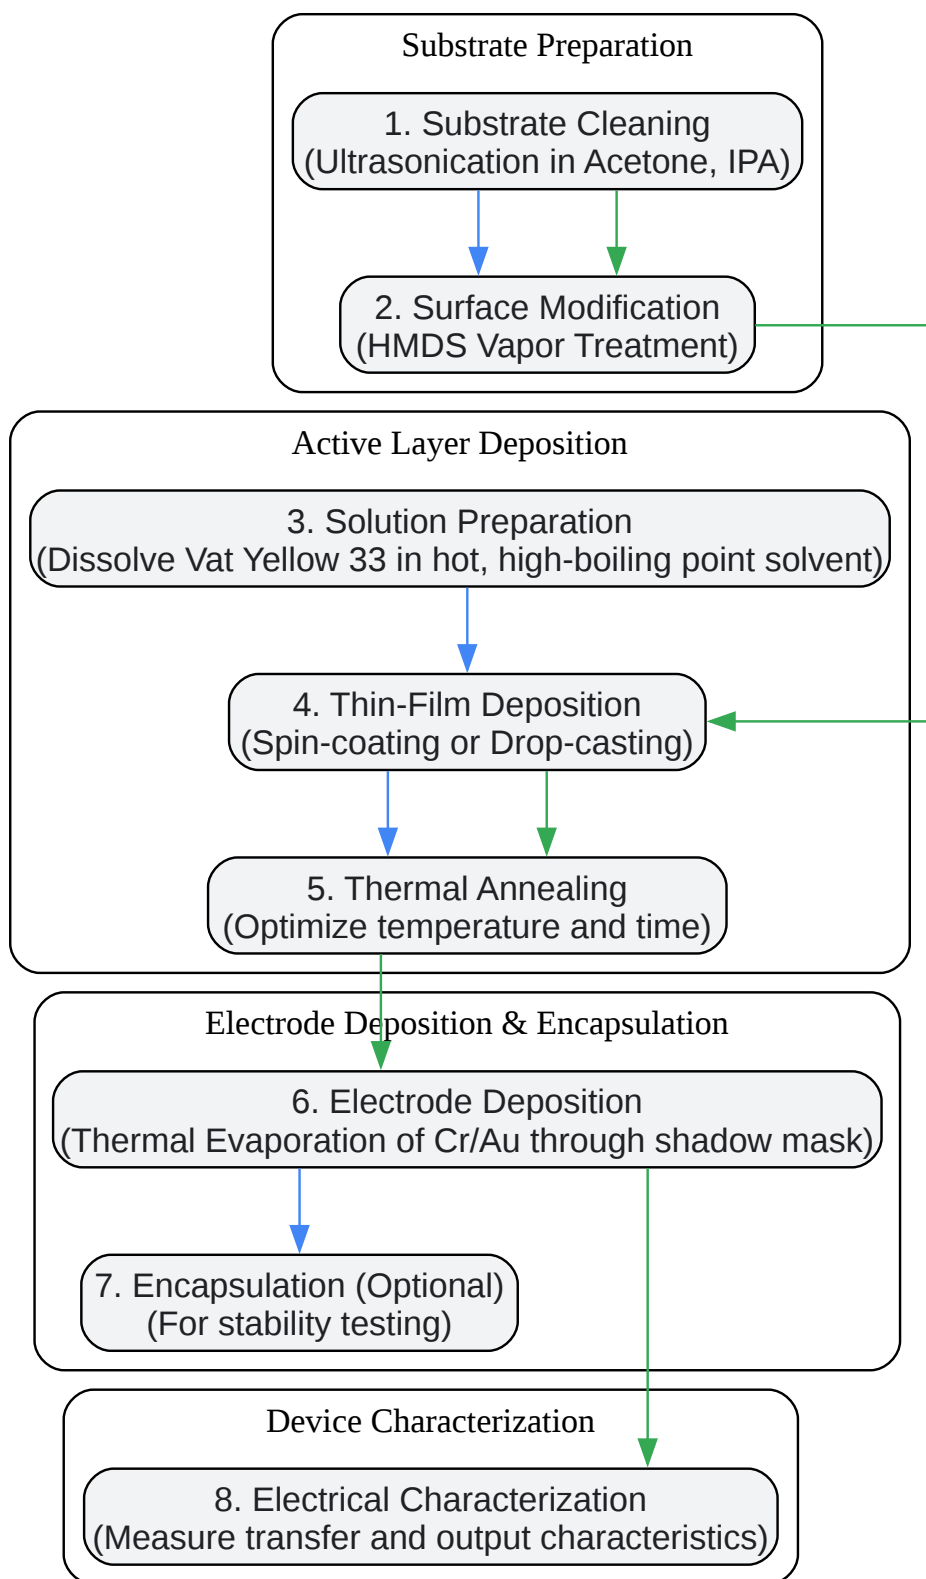 Substrate Preparation
1. Substrate Cleaning
(Ultrasonication in Acetone, IPA)
2. Surface Modification
(HMDS Vapor Treatment)
Active Layer Deposition
3. Solution Preparation
(Dissolve Vat Yellow 33 in hot, high-boiling point solvent)
4. Thin-Film Deposition
(Spin-coating or Drop-casting)
5. Thermal Annealing
(Optimize temperature and time)
Electrode Deposition & Encapsulation
6. Electrode Deposition
(Thermal Evaporation of Cr/Au through shadow mask)
7. Encapsulation (Optional)
(For stability testing)
Device Characterization
8. Electrical Characterization
(Measure transfer and output characteristics)